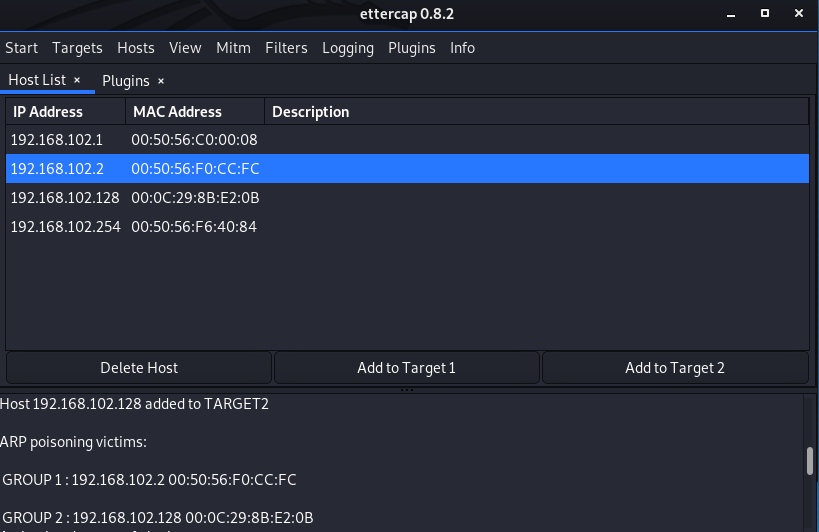 ettercap 0.8.2
Start Targets Hosts View Mitm Filters Logging Plugins Info
Host List × Plugins ×
IP Address MAC Address Description
192.168.102.1 00:50:56:C0:00:08
192.168.102.2 00:50:56:F0:CC:FC
192.168.102.128 00:0C:29:8B:E2:0B
192.168.102.254 00:50:56:F6:40:84
Delete Host Add to Target 1 Add to Target 2
Host 192.168.102.128 added to TARGET2
ARP poisoning victims:
GROUP 1 : 192.168.102.2 00:50:56:F0:CC:FC
GROUP 2 : 192.168.102.128 00:0C:29:8B:E2:0B